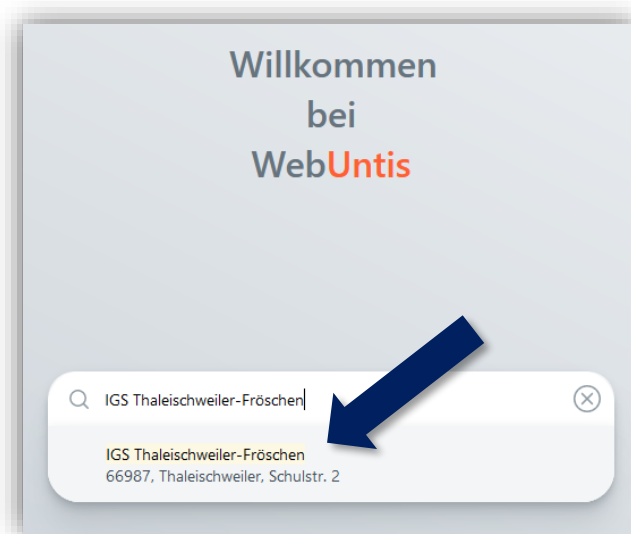 Willkommen
bei
WebUntis
IGS Thaleischweiler-Fröschen
IGS Thaleischweiler-Fröschen
66987, Thaleischweiler, Schulstr. 2